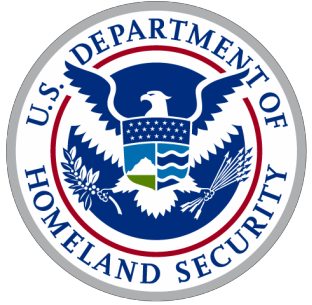 U.S. DEPARTMENT OF
HOMELAND SECURITY